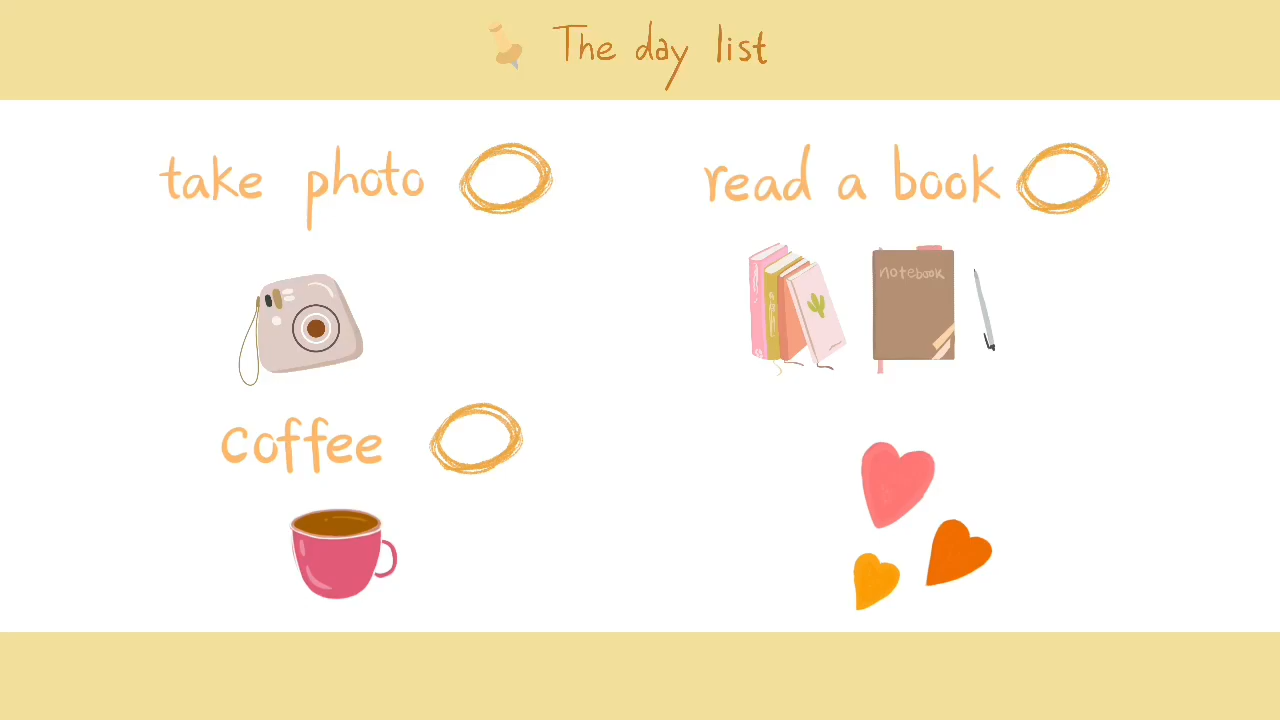 The day list
take photo
read a book
notebook
coffee